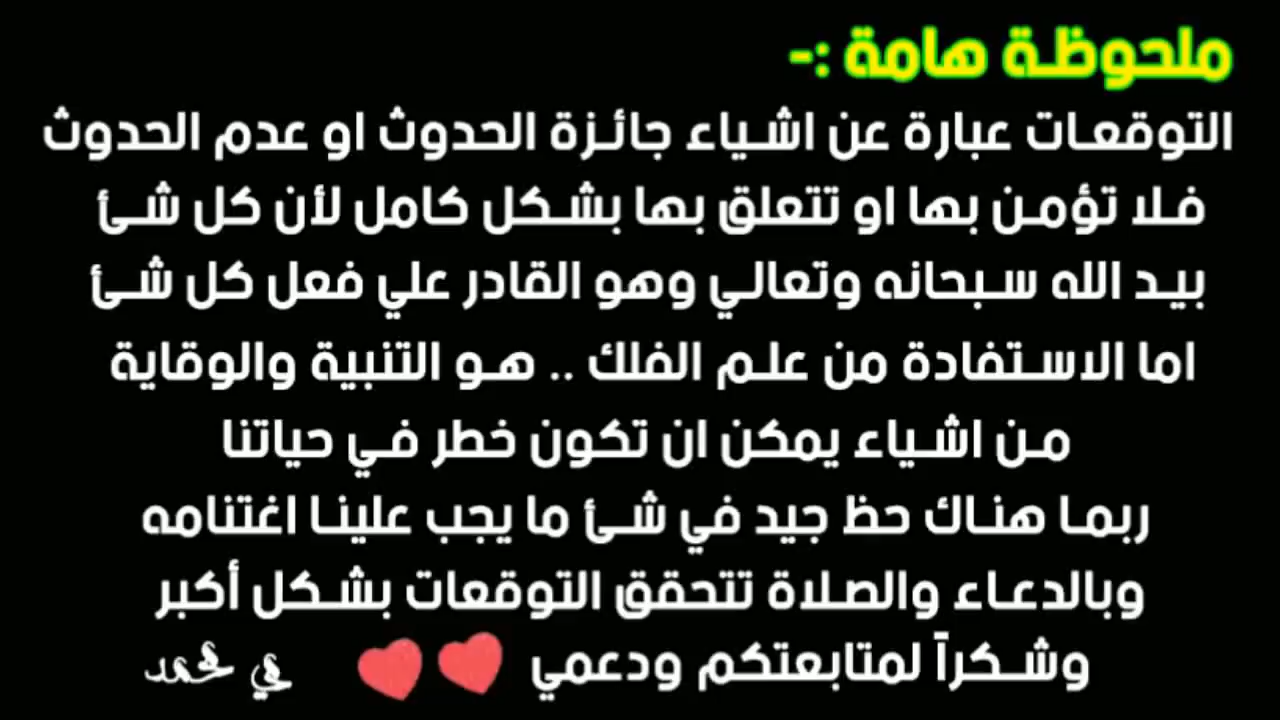 ملحوظة هامة :-
التوقعات عبارة عن اشياء جائزة الحدوث او عدم الحدوث
فلا تؤمن بها او تتعلق بها بشكل كامل لأن كل شئ
بيد الله سبحانه وتعالي وهو القادر علي فعل كل شئ
اما الاستفادة من علم الفلك .. هو التنبية والوقاية
من اشياء يمكن ان تكون خطر في حياتنا
ربما هناك حظ جيد في شئ ما يجب علينا اغتنامه
وبالدعاء والصلاة تتحقق التوقعات بشكل أكبر
وشكراً لمتابعتكم ودعمي محمد